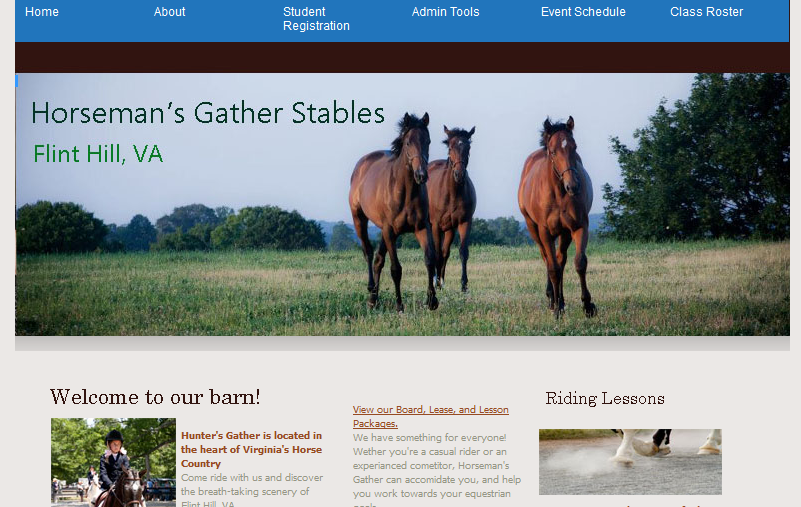 Home
About
Student
Registration
Admin Tools
Event Schedule
Class Roster
Horseman's Gather Stables
Flint Hill, VA
Welcome to our barn!
Hunter's Gather is located in
the heart of Virginia's Horse
Country
Come ride with us and discover
the breath-taking scenery of
Flint Hill, VA
View our Board, Lease, and Lesson
Packages.
We have something for everyone!
Wether you're a casual rider or an
experianced cometitor, Horseman's
Gather can accomidate you, and help
you work towards your equestrian
goals
Riding Lessons